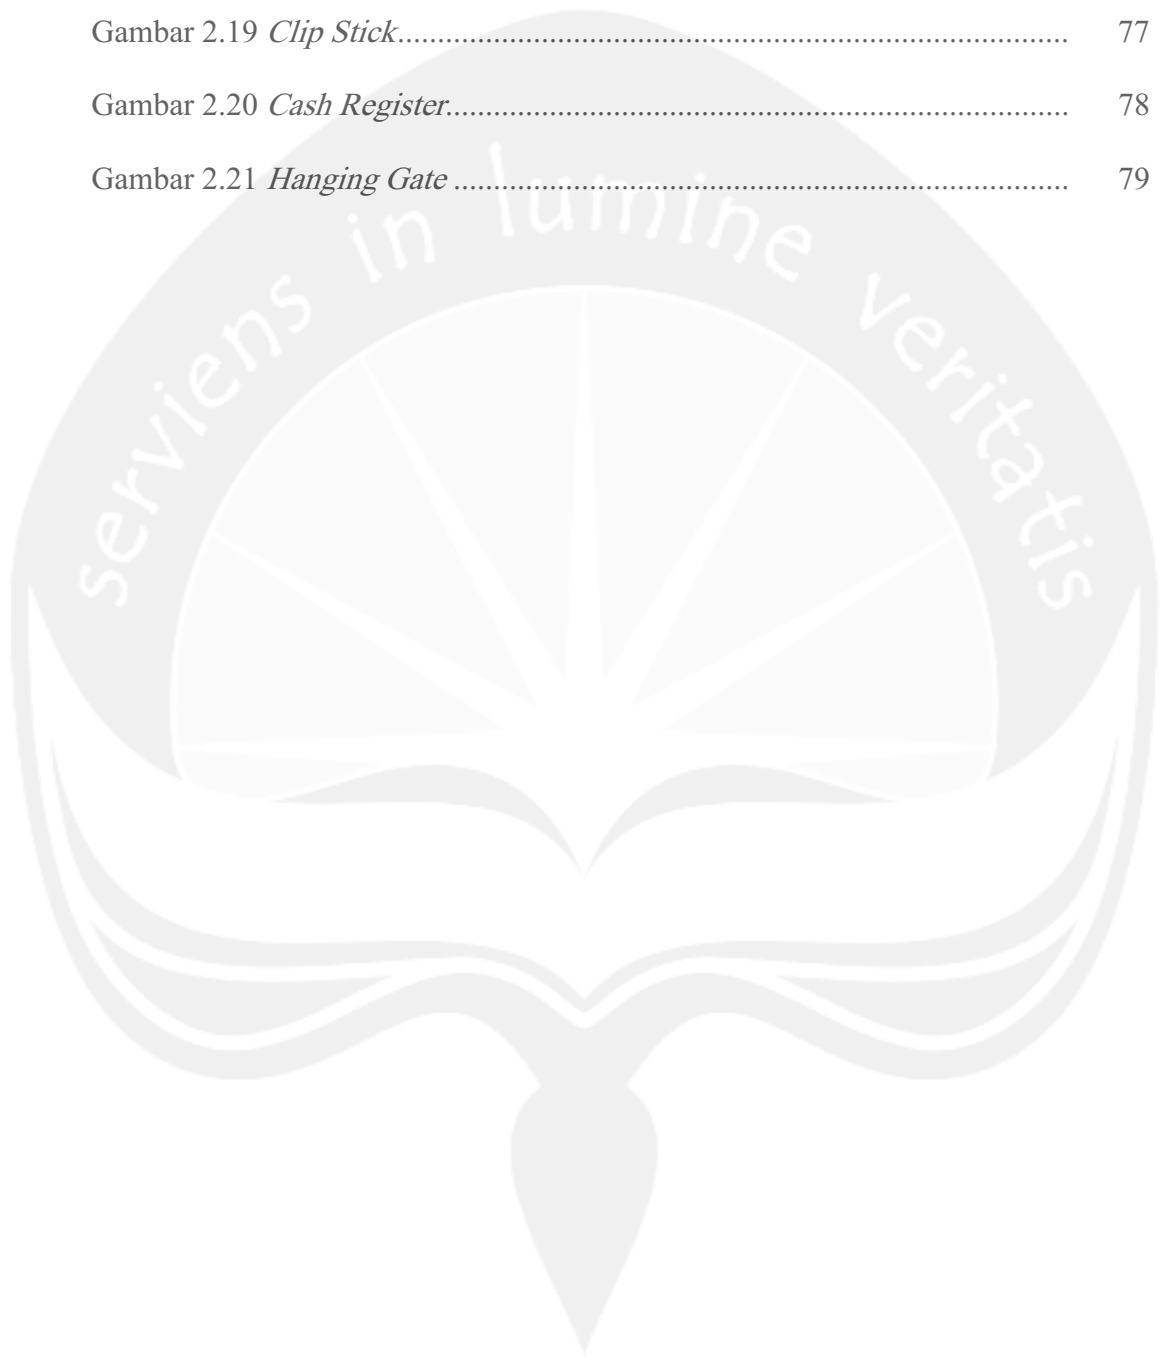 Gambar 2.19 Clip Stick.................................................................................... 77
Gambar 2.20 Cash Register.............................................................................. 78
Gambar 2.21 Hanging Gate ............................................................................. 79
serviens in lumine veritatis